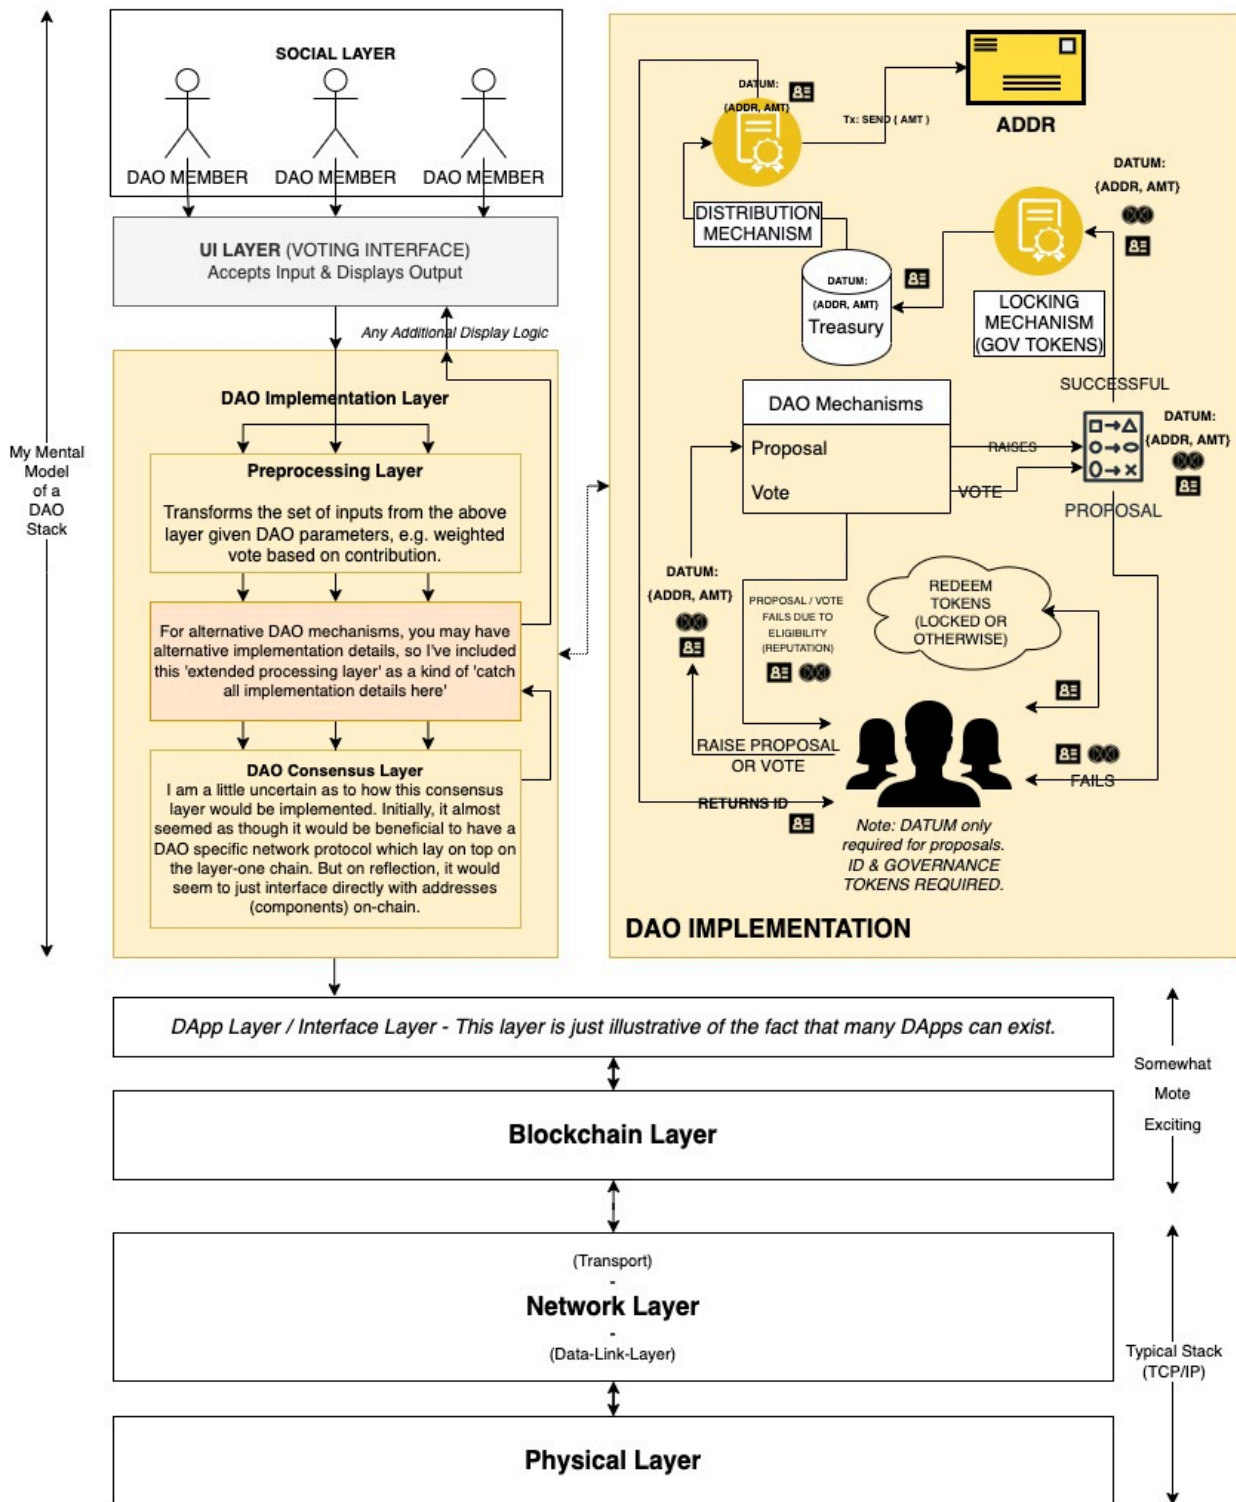 SOCIAL LAYER
DAO MEMBER
DAO MEMBER
DAO MEMBER
UI LAYER (VOTING INTERFACE)
Accepts Input & Displays Output
Any Additional Display Logic
My Mental
Model
of a
DAO
Stack
DAO Implementation Layer
Preprocessing Layer
Transforms the set of inputs from the above
layer given DAO parameters, e.g. weighted
vote based on contribution.
For alternative DAO mechanisms, you may have
alternative implementation details, so I've included
this 'extended processing layer' as a kind of 'catch
all implementation details here'
DAO Consensus Layer
I am a little uncertain as to how this consensus
layer would be implemented. Initially, it almost
seemed as though it would be beneficial to have a
DAO specific network protocol which lay on top on
the layer-one chain. But on reflection, it would
seem to just interface directly with addresses
(components) on-chain.
DATUM:
{ADDR, AMT}
Tx: SEND { AMT }
ADDR
DATUM:
{ADDR, AMT}
DISTRIBUTION
MECHANISM
DATUM:
{ADDR, AMT}
Treasury
LOCKING
MECHANISM
(GOV TOKENS)
SUCCESSFUL
DAO Mechanisms
Proposal
Vote
RAISES
VOTE
DATUM:
{ADDR, AMT}
PROPOSAL
DATUM:
{ADDR, AMT}
PROPOSAL / VOTE
FAILS DUE TO
ELIGIBILITY
(REPUTATION)
REDEEM
TOKENS
(LOCKED OR
OTHERWISE)
RAISE PROPOSAL
OR VOTE
FAILS
RETURNS ID
Note: DATUM only
required for proposals.
ID & GOVERNANCE
TOKENS REQUIRED.
DAO IMPLEMENTATION
DApp Layer / Interface Layer - This layer is just illustrative of the fact that many DApps can exist.
Blockchain Layer
Somewhat
Mote
Exciting
(Transport)
-
Network Layer
-
(Data-Link-Layer)
Typical Stack
(TCP/IP)
Physical Layer